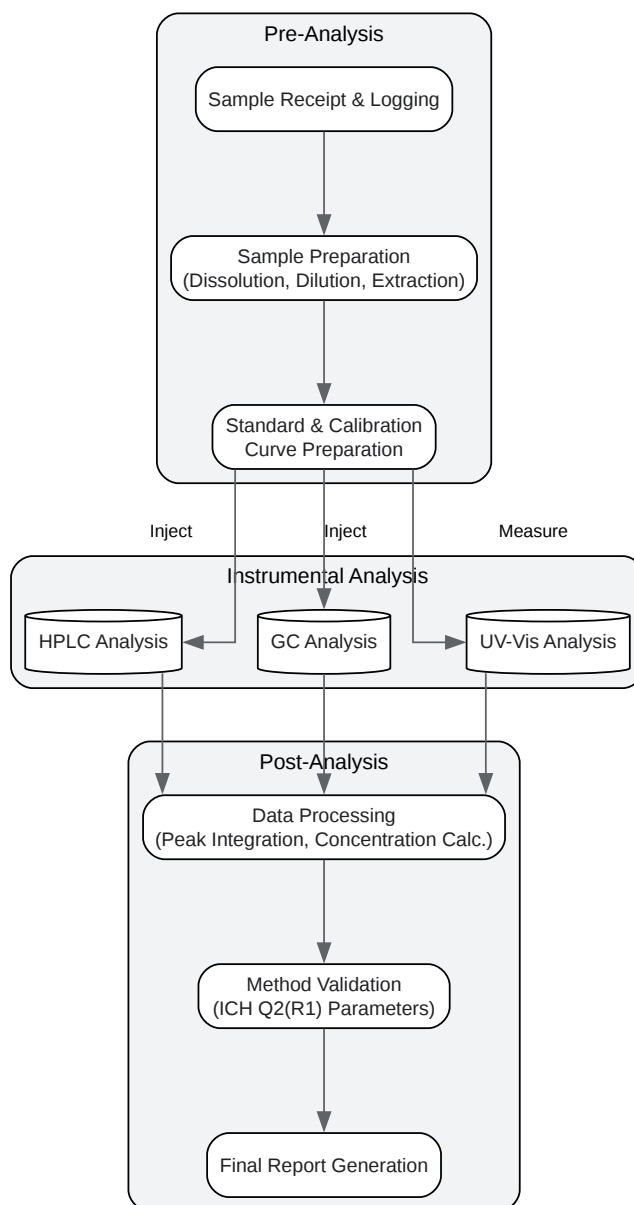 Pre-Analysis
Sample Receipt & Logging
Sample Preparation
(Dissolution, Dilution, Extraction)
Standard & Calibration
Curve Preparation
Inject
Inject
Measure
Instrumental Analysis
HPLC Analysis
GC Analysis
UV-Vis Analysis
Post-Analysis
Data Processing
(Peak Integration, Concentration Calc.)
Method Validation
(ICH Q2(R1) Parameters)
Final Report Generation